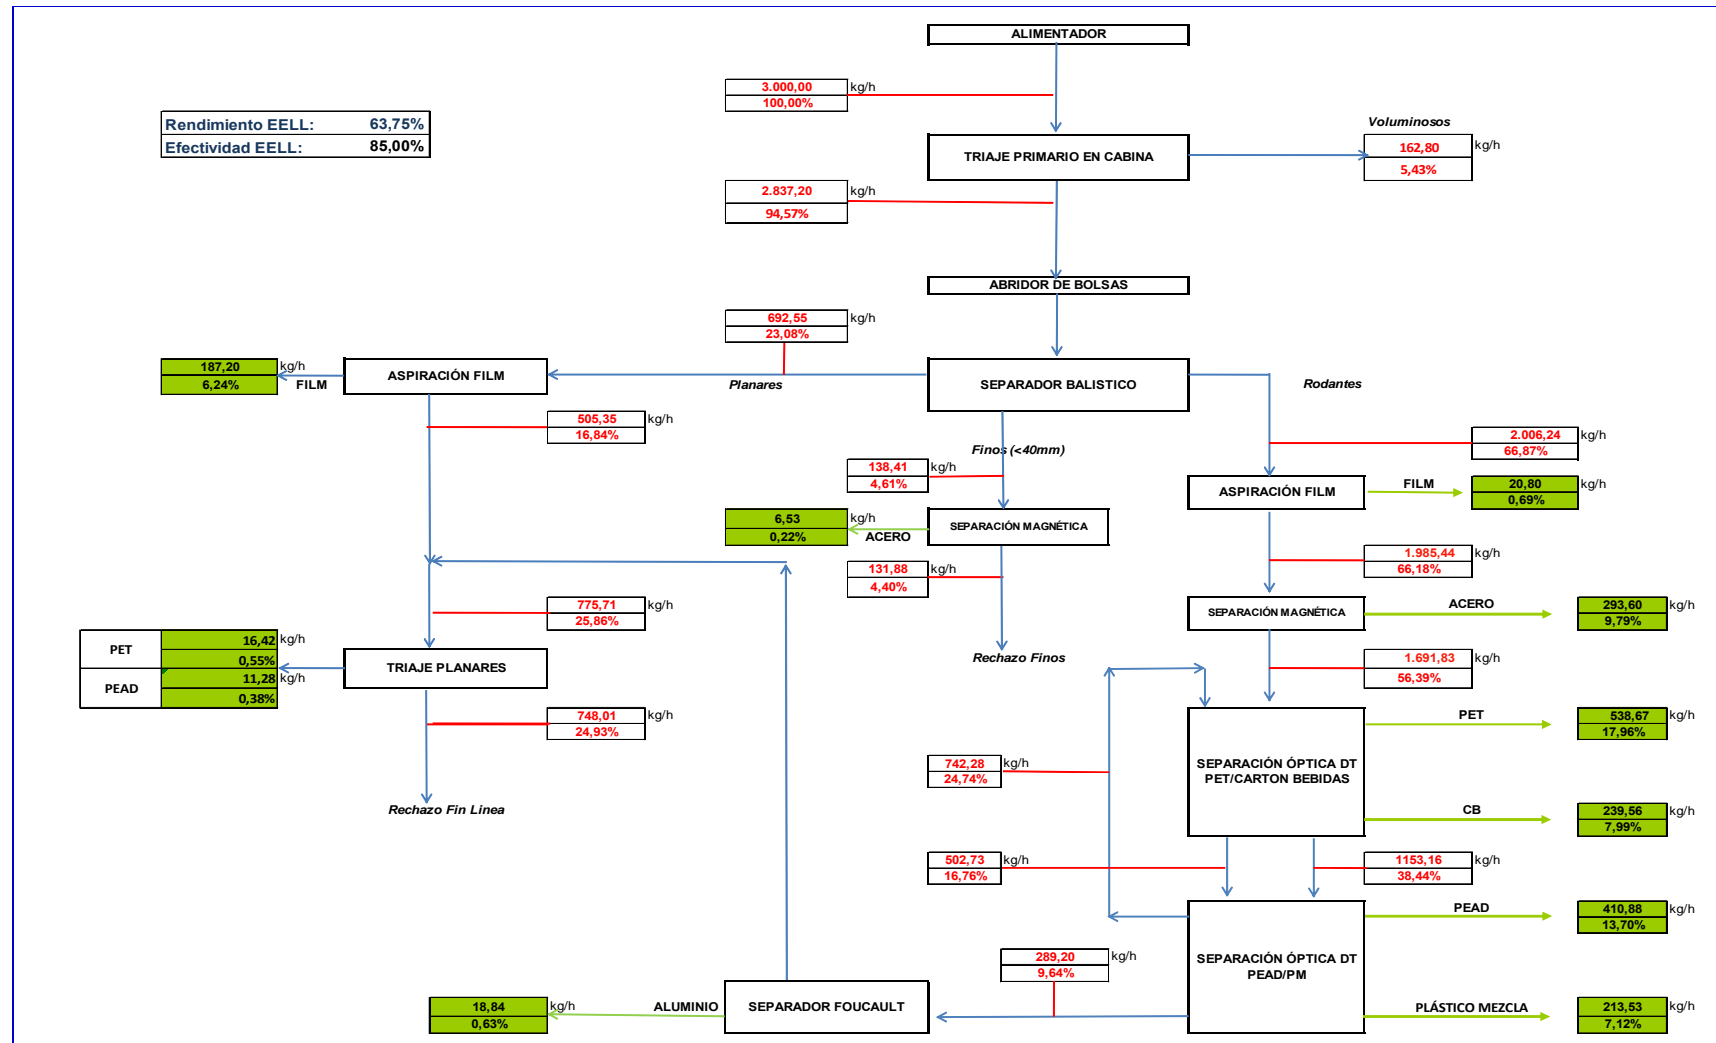 ALIMENTADOR
3.000,00 kg/h
100,00%
Rendimiento EELL: 63,75%
Efectividad EELL: 85,00%
Voluminosos
TRIAJE PRIMARIO EN CABINA
162,80 kg/h
5,43%
2.837,20 kg/h
94,57%
ABRIDOR DE BOLSAS
692,55 kg/h
23,08%
187,20 kg/h
6,24% FILM
ASPIRACIÓN FILM
Planares
SEPARADOR BALISTICO
Rodantes
505,35 kg/h
16,84%
2.006,24 kg/h
66,87%
Finos (<40mm)
138,41 kg/h
4,61%
ASPIRACIÓN FILM
FILM
20,80 kg/h
0,69%
6,53 kg/h
0,22% ACERO
SEPARACIÓN MAGNÉTICA
131,88 kg/h
4,40%
1.985,44 kg/h
66,18%
775,71 kg/h
25,86%
SEPARACIÓN MAGNÉTICA
ACERO
293,60 kg/h
9,79%
PET
16,42 kg/h
0,55%
PEAD
11,28 kg/h
0,38%
TRIAJE PLANARES
Rechazo Finos
1.691,83 kg/h
56,39%
748,01 kg/h
24,93%
PET
538,67 kg/h
17,96%
742,28 kg/h
24,74%
SEPARACIÓN ÓPTICA DT
PET/CARTON BEBIDAS
Rechazo Fin Linea
CB
239,56 kg/h
7,99%
502,73 kg/h
16,76%
1153,16 kg/h
38,44%
PEAD
410,88 kg/h
13,70%
289,20 kg/h
9,64%
SEPARACIÓN ÓPTICA DT
PEAD/PM
18,84 kg/h
0,63%
ALUMINIO
SEPARADOR FOUCAULT
PLÁSTICO MEZCLA
213,53 kg/h
7,12%